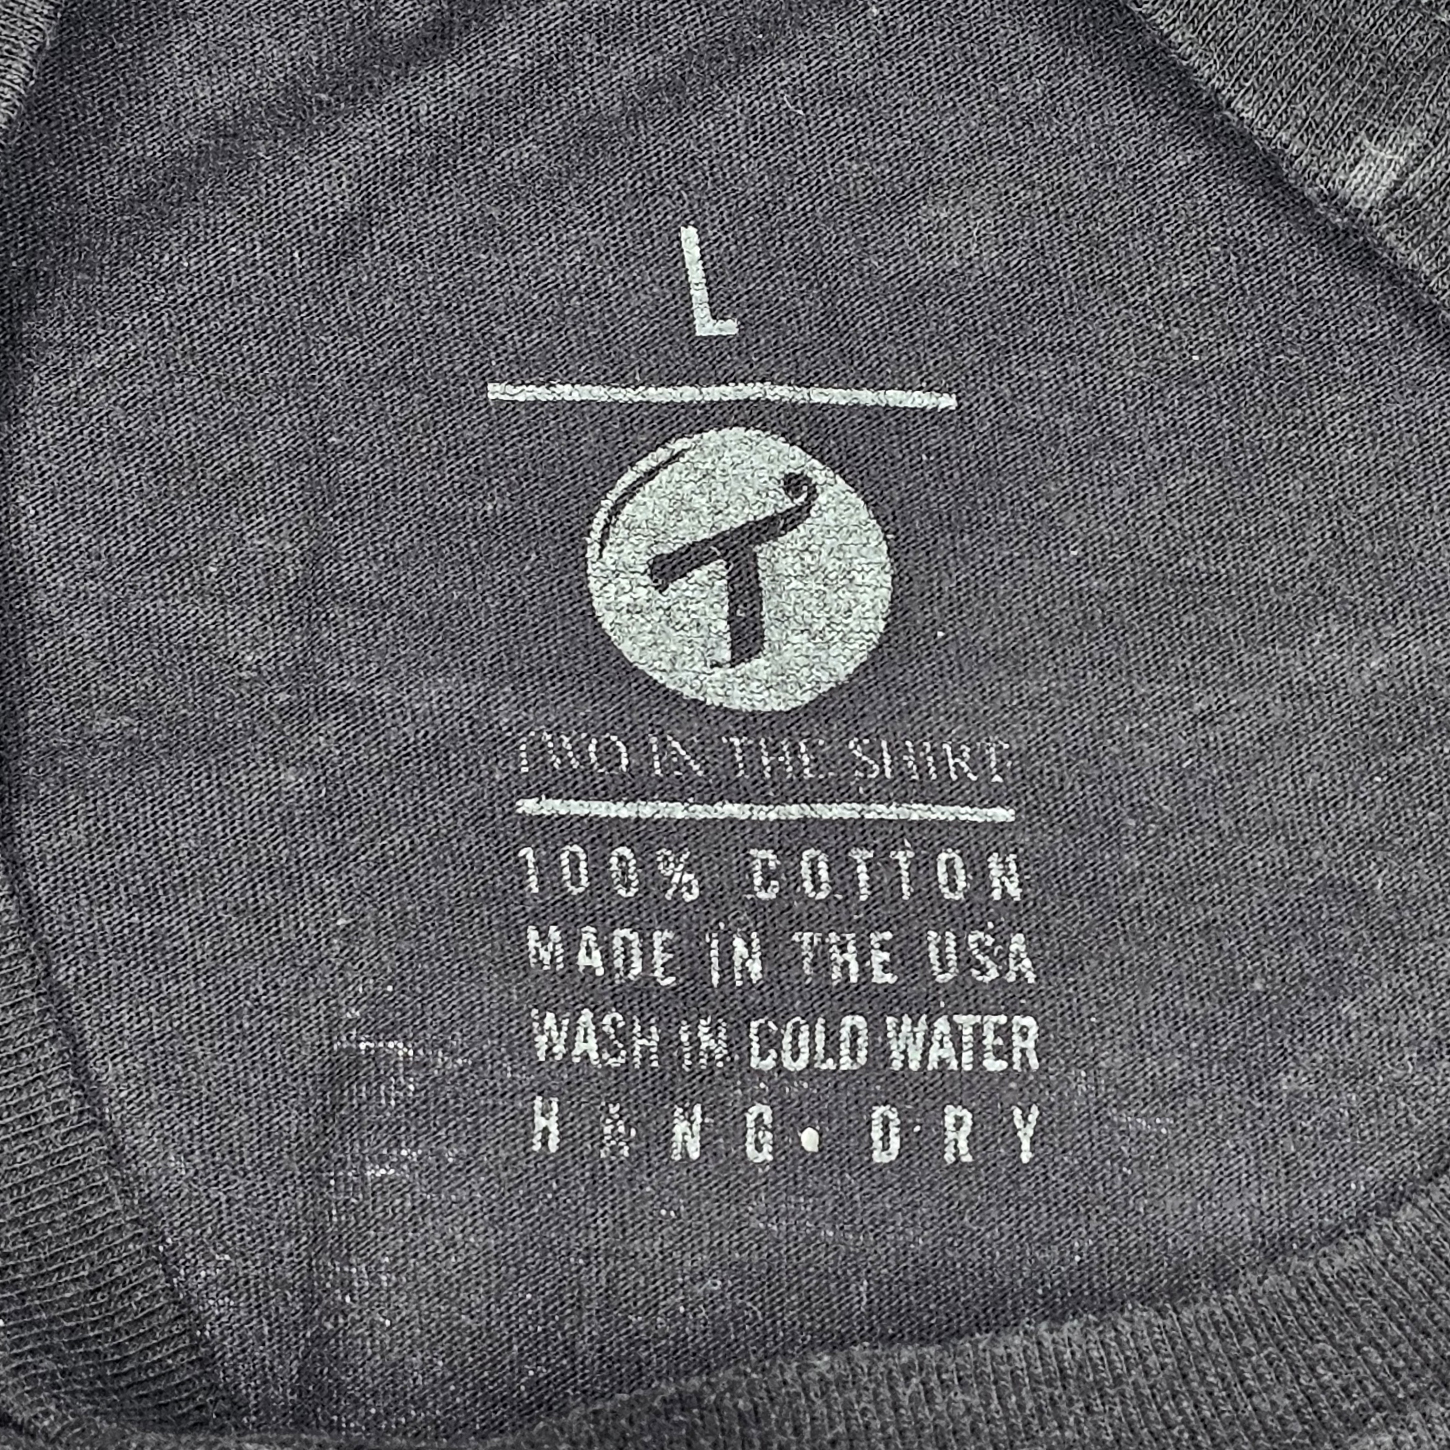 L
T
TWO IN THE SHIRT
100% COTTON
MADE IN THE USA
WASH IN COLD WATER
HANG • DRY